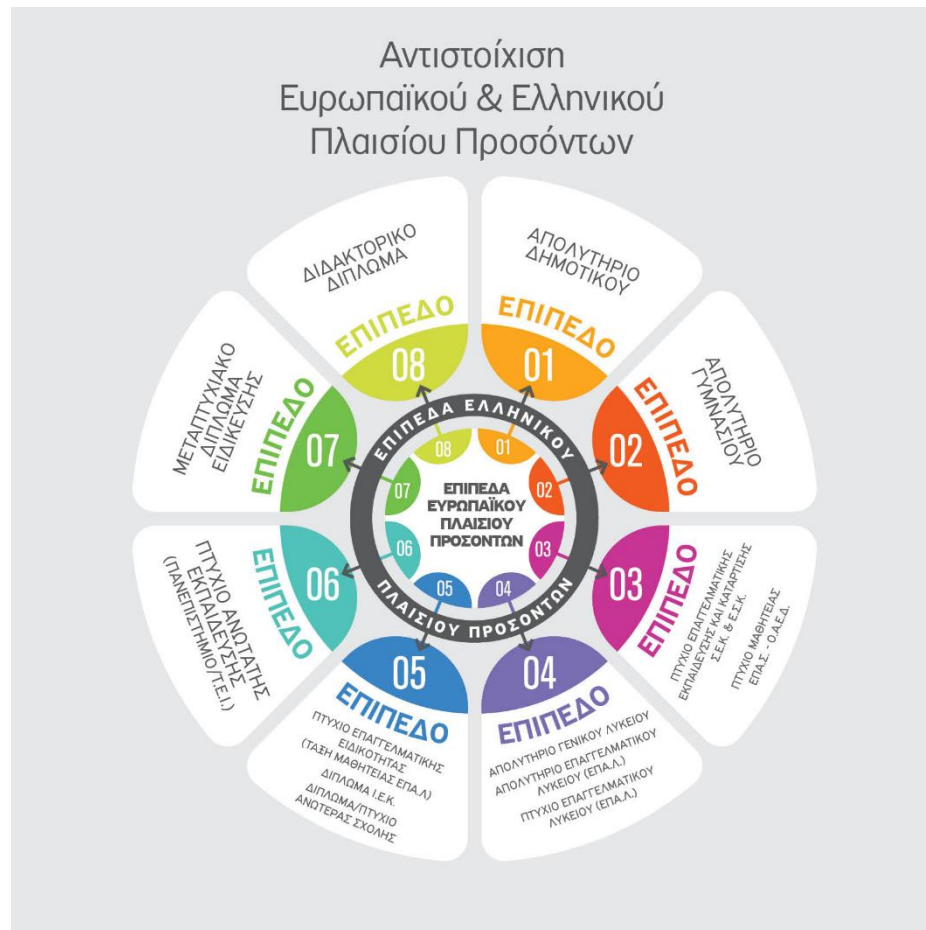 Αντιστοίχιση
Ευρωπαϊκού & Ελληνικού
Πλαισίου Προσόντων
ΑΠΟΛΥΤΗΡΙΟ
ΔΗΜΟΤΙΚΟΥ
ΕΠΙΠΕΔΟ
01
ΑΠΟΛΥΤΗΡΙΟ
ΓΥΜΝΑΣΙΟΥ
ΕΠΙΠΕΔΟ
02
ΠΤΥΧΙΟ ΕΠΑΓΓΕΛΜΑΤΙΚΗΣ
ΕΚΠΑΙΔΕΥΣΗΣ ΚΑΙ ΚΑΤΑΡΤΙΣΗΣ
Σ.Ε.Κ. & Ε.Σ.Κ.
ΠΤΥΧΙΟ ΜΑΘΗΤΕΙΑΣ
ΕΠΑ.Σ. - Ο.Α.Ε.Δ.
ΕΠΙΠΕΔΟ
03
04
ΕΠΙΠΕΔΟ
ΑΠΟΛΥΤΗΡΙΟ ΓΕΝΙΚΟΥ ΛΥΚΕΙΟΥ
ΑΠΟΛΥΤΗΡΙΟ ΕΠΑΓΓΕΛΜΑΤΙΚΟΥ
ΛΥΚΕΙΟΥ (ΕΠΑ.Λ.)
ΠΤΥΧΙΟ ΕΠΑΓΓΕΛΜΑΤΙΚΟΥ
ΛΥΚΕΙΟΥ (ΕΠΑ.Λ.)
05
ΕΠΙΠΕΔΟ
ΠΤΥΧΙΟ ΕΠΑΓΓΕΛΜΑΤΙΚΗΣ
ΕΙΔΙΚΟΤΗΤΑΣ
(ΤΑΞΗ ΜΑΘΗΤΕΙΑΣ ΕΠΑ.Λ)
ΔΙΠΛΩΜΑ Ι.Ε.Κ.
ΔΙΠΛΩΜΑ/ΠΤΥΧΙΟ
ΑΝΩΤΕΡΑΣ ΣΧΟΛΗΣ
ΠΤΥΧΙΟ ΑΝΩΤΑΤΗΣ
ΕΚΠΑΙΔΕΥΣΗΣ
(ΠΑΝΕΠΙΣΤΗΜΙΟ/Τ.Ε.Ι.)
ΕΠΙΠΕΔΟ
06
ΜΕΤΑΠΤΥΧΙΑΚΟ
ΔΙΠΛΩΜΑ
ΕΙΔΙΚΕΥΣΗΣ
ΕΠΙΠΕΔΟ
07
ΔΙΔΑΚΤΟΡΙΚΟ
ΔΙΠΛΩΜΑ
ΕΠΙΠΕΔΟ
08
ΕΠΙΠΕΔΑ ΕΛΛΗΝΙΚΟΥ
ΠΛΑΙΣΙΟΥ ΠΡΟΣΟΝΤΩΝ
01
02
03
04
05
06
07
08
ΕΠΙΠΕΔΑ
ΕΥΡΩΠΑΪΚΟΥ
ΠΛΑΙΣΙΟΥ
ΠΡΟΣΟΝΤΩΝ